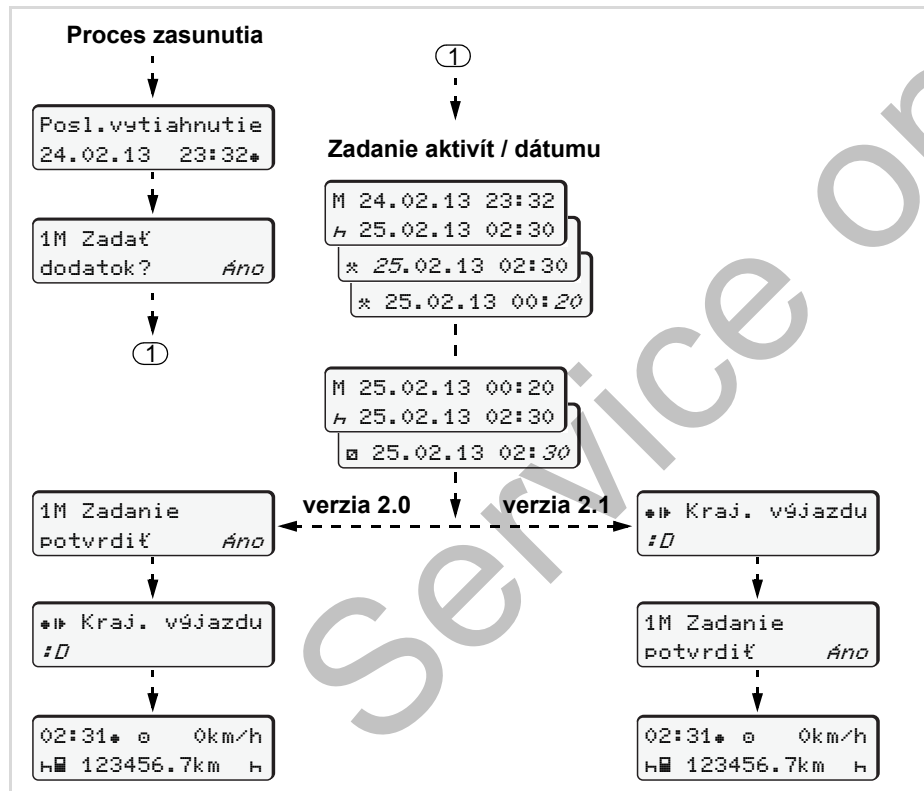 Proces zasunutia
Posl.vytiahnutie
24.02.13 23:32
1M Zadať
dodatok? Áno
1
1
Zadanie aktivít / dátumu
M 24.02.13 23:32
25.02.13 02:30
25.02.13 02:30
25.02.13 00:20
M 25.02.13 00:20
25.02.13 02:30
25.02.13 02:30
verzia 2.0
verzia 2.1
1M Zadanie
potvrdiť Áno
Kraj. výjazdu
:D
02:31 0km/h
123456.7km
Kraj. výjazdu
:D
1M Zadanie
potvrdiť Áno
02:31 0km/h
123456.7km
Service o